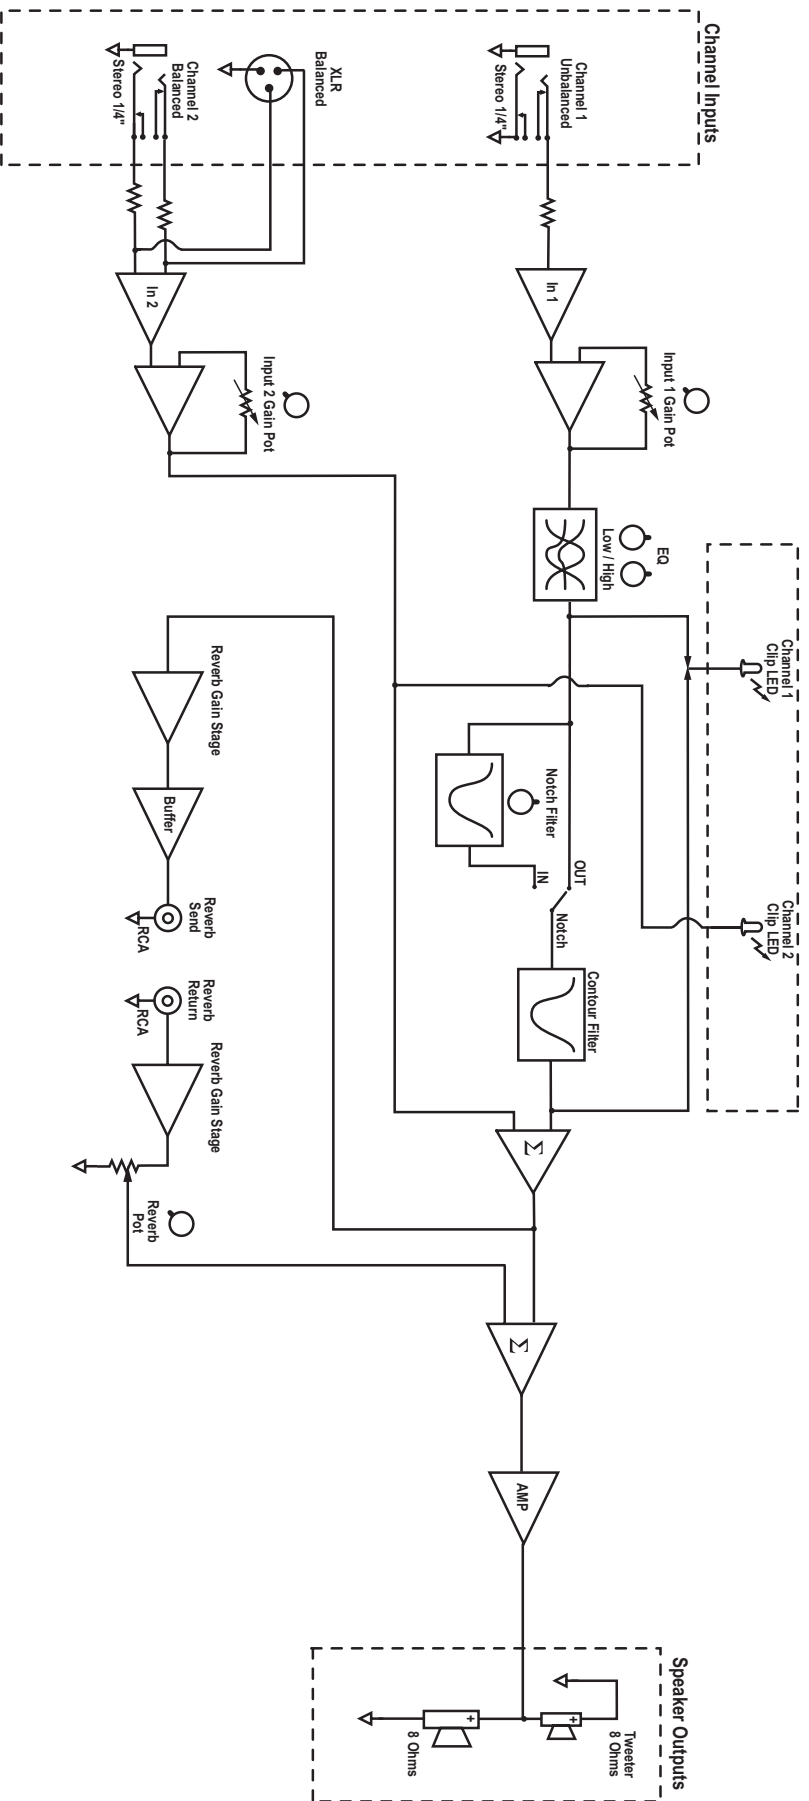 Channel Inputs
Channel 1
Unbalanced
Stereo 1/4"
XLR
Balanced
Channel 2
Balanced
Stereo 1/4"
In 1
In 2
Input 1 Gain Pot
Input 2 Gain Pot
EQ
Low / High
Channel 1
Clip LED
Channel 2
Clip LED
Notch Filter
OUT
IN
Notch
Contour Filter
Reverb Gain Stage
Buffer
Reverb
Send
RCA
Reverb
Return
RCA
Reverb Gain Stage
Reverb
Pot
Σ
Σ
AMP
Speaker Outputs
+
Tweeter
8 Ohms
+
8 Ohms